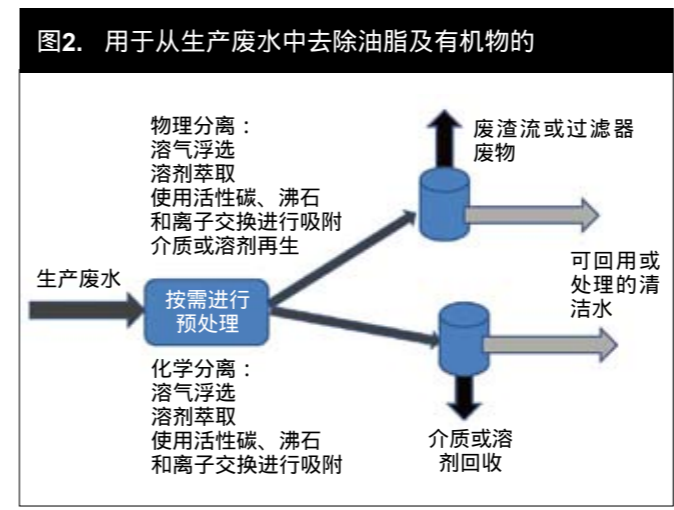 图2. 用于从生产废水中去除油脂及有机物的
物理分离：
溶气浮选
溶剂萃取
使用活性碳、沸石
和离子交换进行吸附
介质或溶剂再生
废渣流或过滤器
废物
生产废水
按需进行
预处理
可回用或
处理的清
洁水
化学分离：
溶气浮选
溶剂萃取
使用活性碳、沸石
和离子交换进行吸附
介质或溶
剂回收